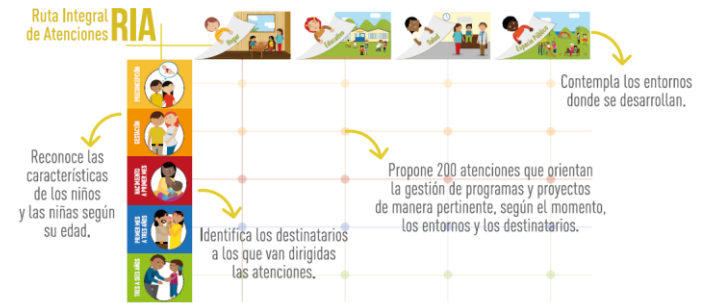 Ruta Integral
de Atenciones RIA
Hogar
Educativo
Salud
Espacio Público
Contempla los entornos
donde se desarrollan.
PRECONCEPCIÓN
GESTACIÓN
NACIMIENTO
A PRIMER MES
PRIMER MES
A TRES AÑOS
TRES A SEIS AÑOS
Reconoce las
características
de los niños
y las niñas según
su edad.
Propone 200 atenciones que orientan
la gestión de programas y proyectos
de manera pertinente, según el momento,
los entornos y los destinatarios.
Identifica los destinatarios
a los que van dirigidas
las atenciones.